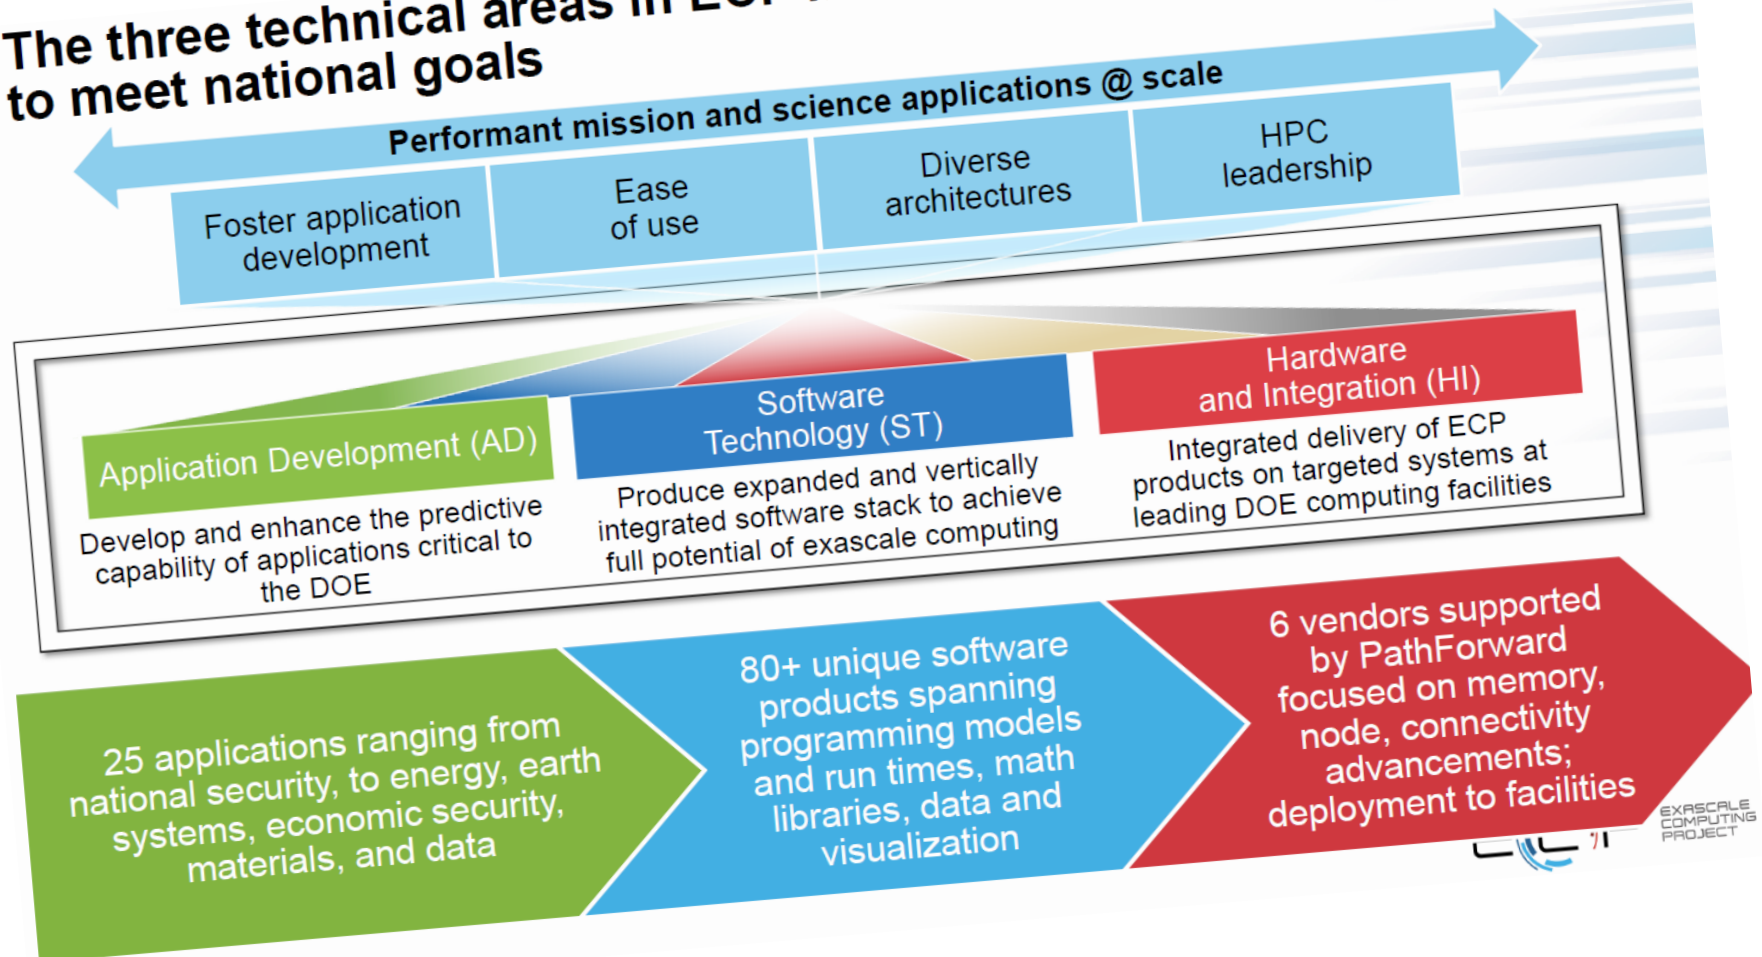 The three technical areas in ECP
to meet national goals
Performant mission and science applications @ scale
Foster application
development
Ease
of use
Diverse
architectures
HPC
leadership
Application Development (AD)
Develop and enhance the predictive
capability of applications critical to
the DOE
Software
Technology (ST)
Produce expanded and vertically
integrated software stack to achieve
full potential of exascale computing
Hardware
and Integration (HI)
Integrated delivery of ECP
products on targeted systems at
leading DOE computing facilities
25 applications ranging from
national security, to energy, earth
systems, economic security,
materials, and data
80+ unique software
products spanning
programming models
and run times, math
libraries, data and
visualization
6 vendors supported
by PathForward
focused on memory,
node, connectivity
advancements;
deployment to facilities
EXASCALE
COMPUTING
PROJECT